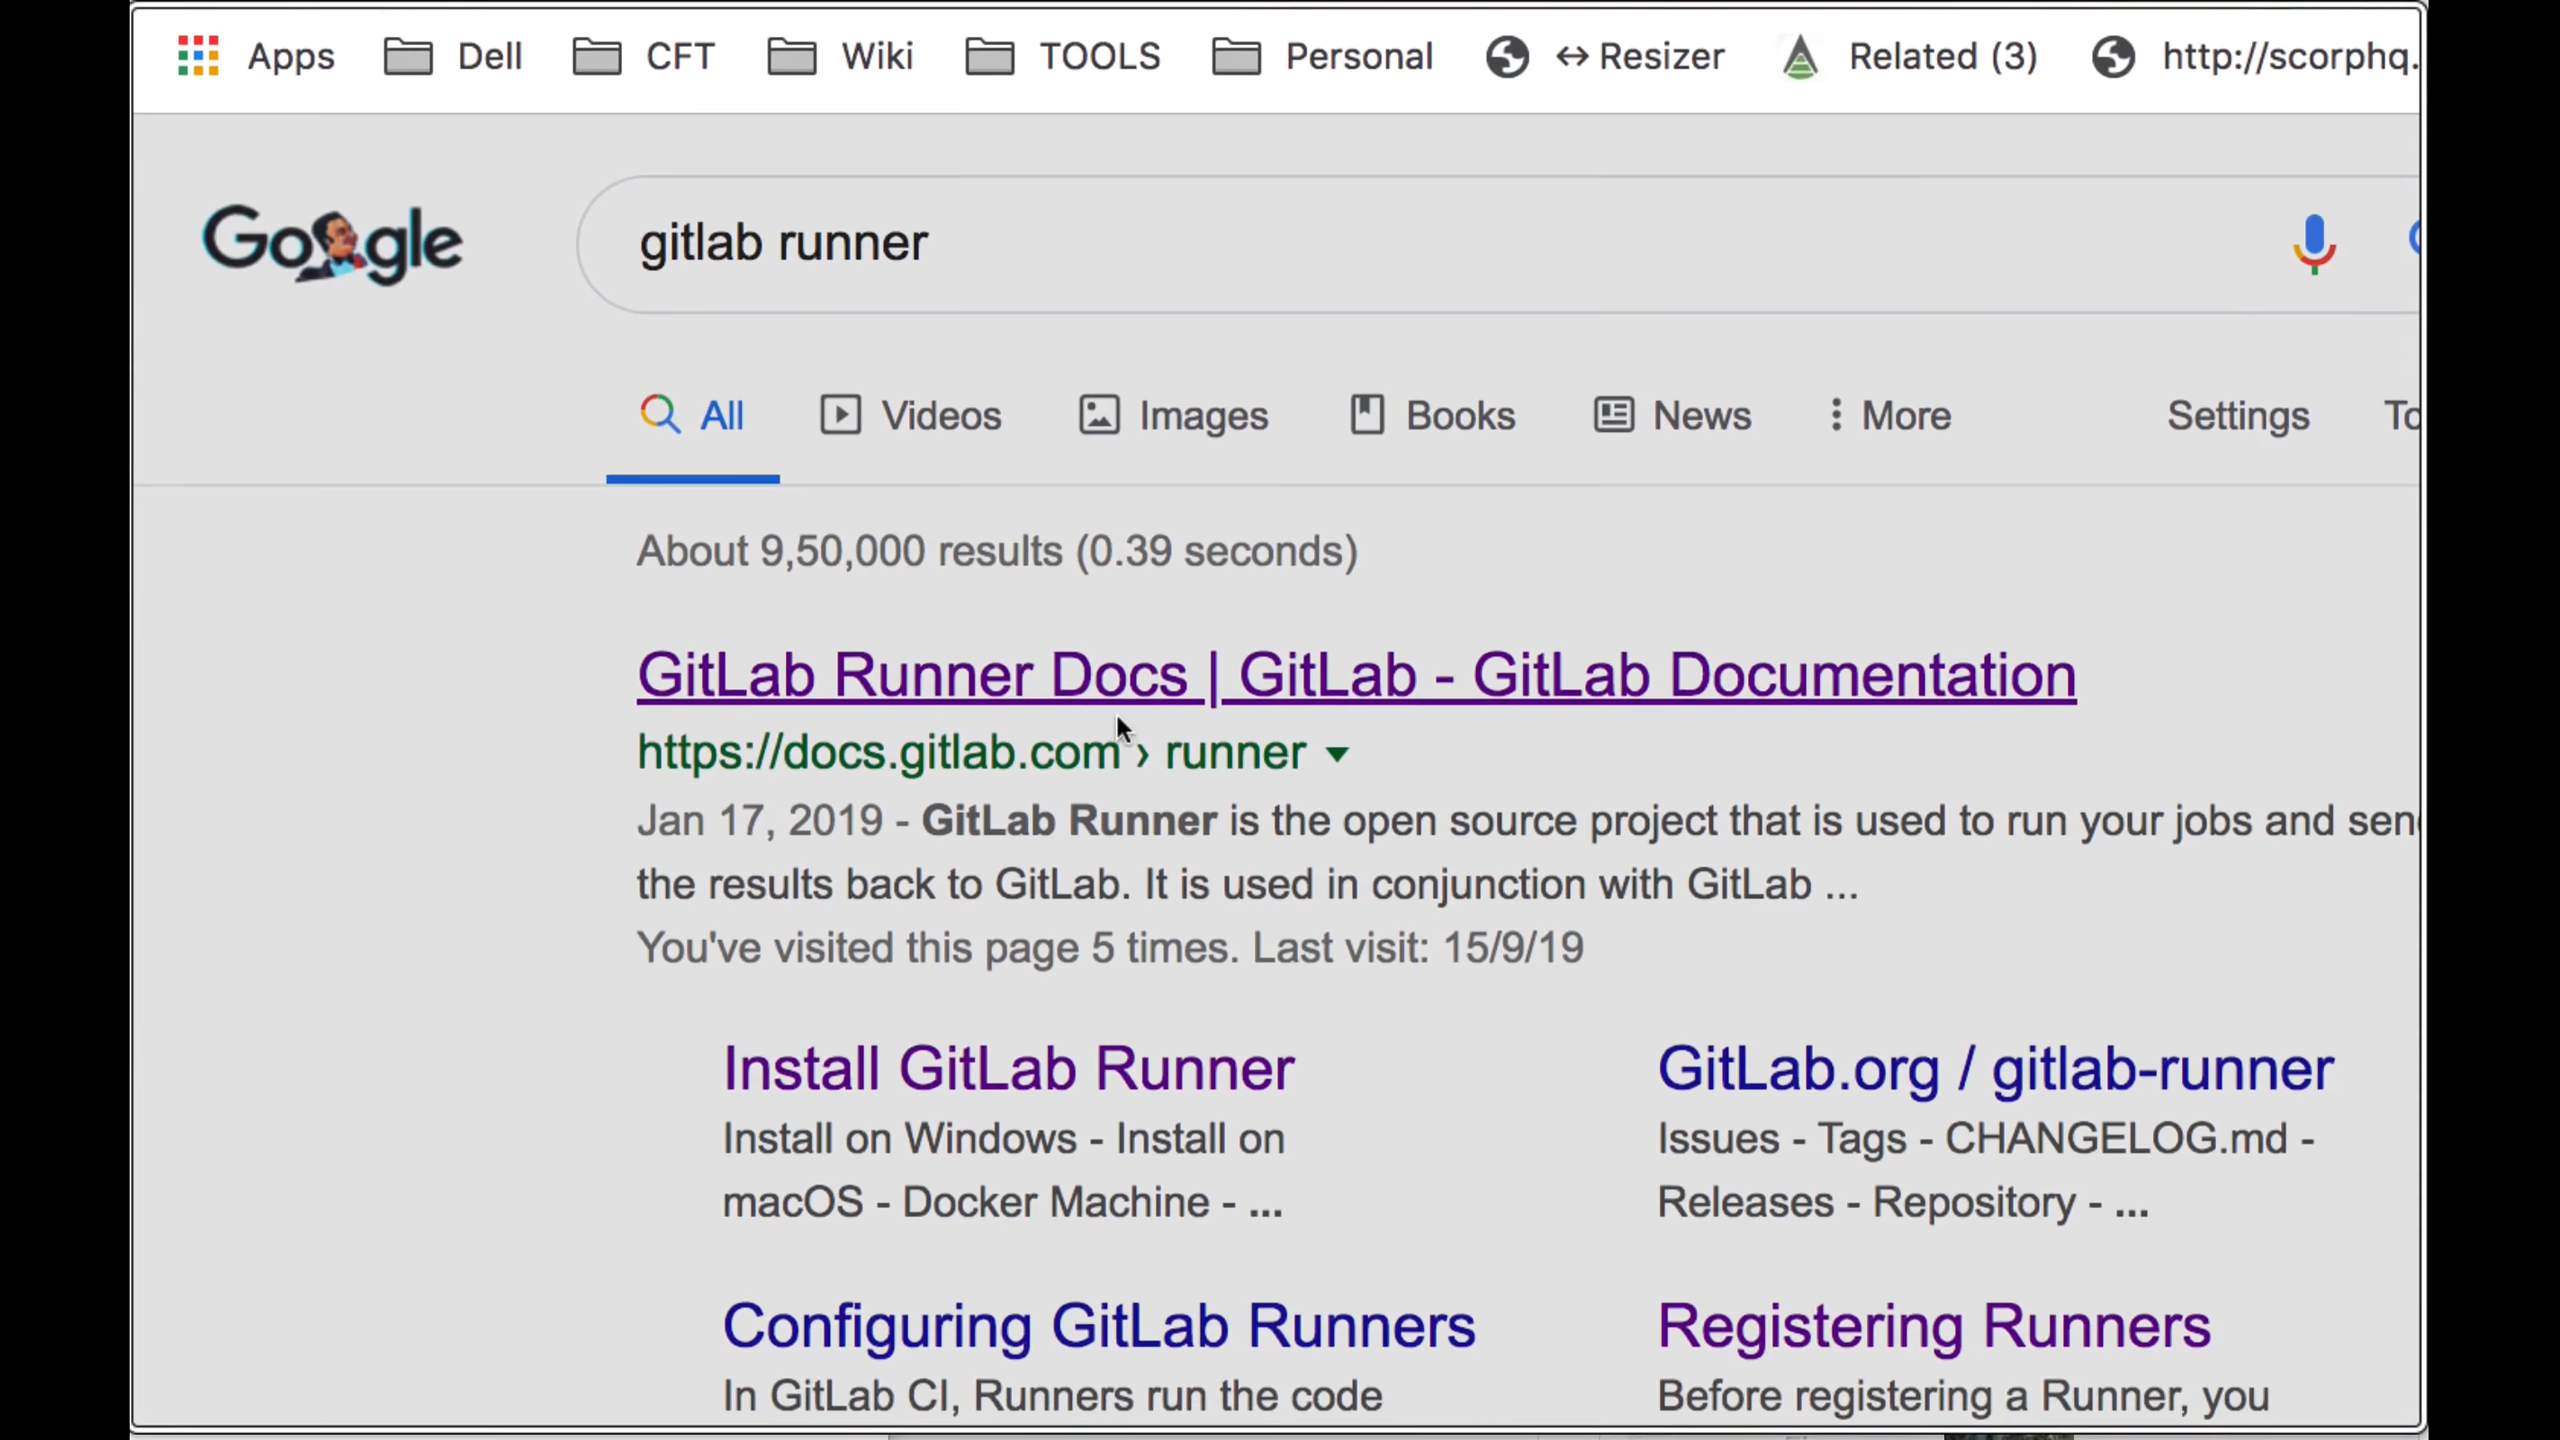 Apps Dell CFT Wiki TOOLS Personal ↔ Resizer Related (3) http://scorphq.
Google gitlab runner
All Videos Images Books News More Settings
About 9,50,000 results (0.39 seconds)
GitLab Runner Docs | GitLab - GitLab Documentation
https://docs.gitlab.com › runner
Jan 17, 2019 - GitLab Runner is the open source project that is used to run your jobs and
the results back to GitLab. It is used in conjunction with GitLab ...
You've visited this page 5 times. Last visit: 15/9/19
Install GitLab Runner
Install on Windows - Install on
macOS - Docker Machine - ...
GitLab.org / gitlab-runner
Issues - Tags - CHANGELOG.md -
Releases - Repository - ...
Configuring GitLab Runners
In GitLab CI, Runners run the code
Registering Runners
Before registering a Runner, you